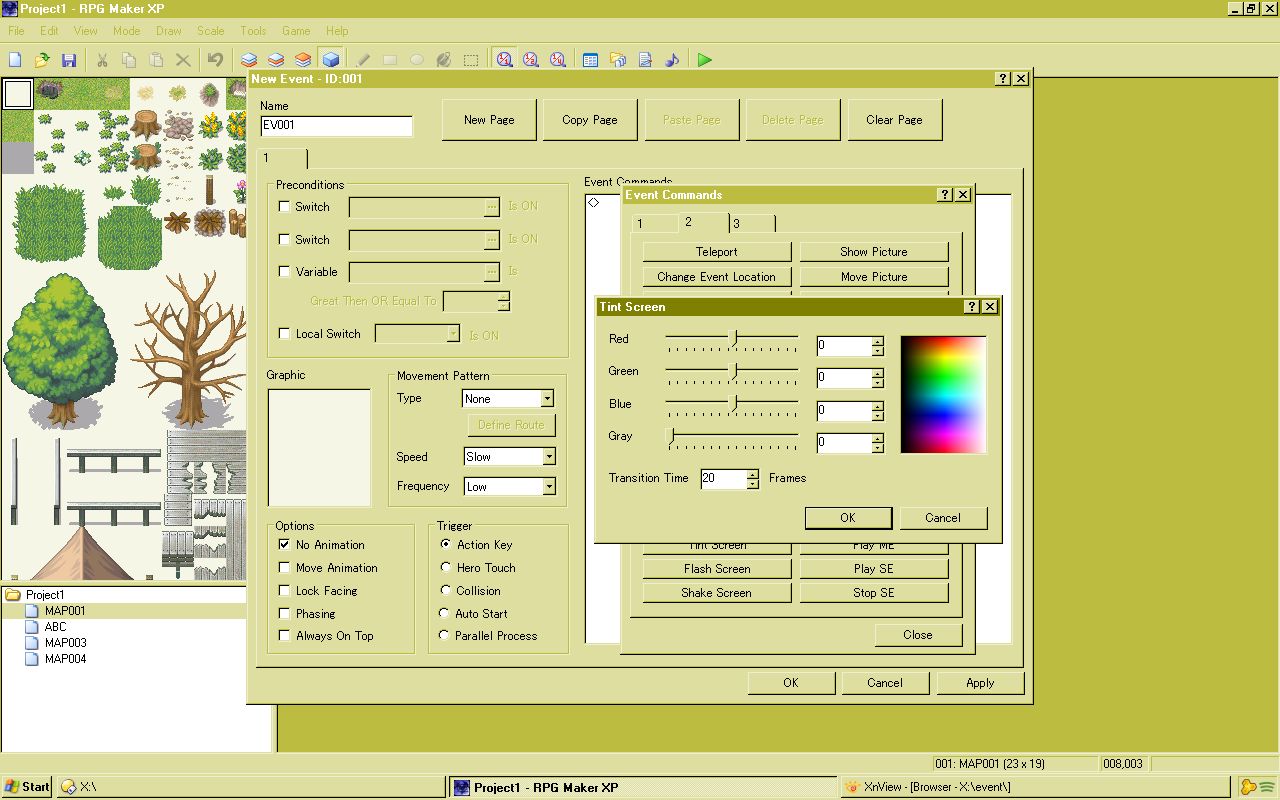 Project1 - RPG Maker XP
File Edit View Mode Draw Scale Tools Game Help
New Event - ID:001
Name
EV001
New Page
Copy Page
Paste Page
Delete Page
Clear Page
1
Preconditions
Switch
... Is ON
Switch
... Is ON
Variable
... Is
Great Then OR Equal To
Local Switch
Is ON
Graphic
Movement Pattern
Type None
Define Route
Speed Slow
Frequency Low
Options
No Animation
Move Animation
Lock Facing
Phasing
Always On Top
Trigger
Action Key
Hero Touch
Collision
Auto Start
Parallel Process
Event Commands
<>
Event Commands
1 2 3
Teleport
Show Picture
Change Event Location
Move Picture
Tint Screen
Red 0
Green 0
Blue 0
Gray 0
Transition Time 20 Frames
OK
Cancel
Tint Screen
Play ME
Flash Screen
Play SE
Shake Screen
Stop SE
Close
OK
Cancel
Apply
Project1
MAP001
ABC
MAP003
MAP004
001: MAP001 (23 x 19)
008,003
Start
X:\
Project1 - RPG Maker XP
XnView - [Browser - X:\event\]